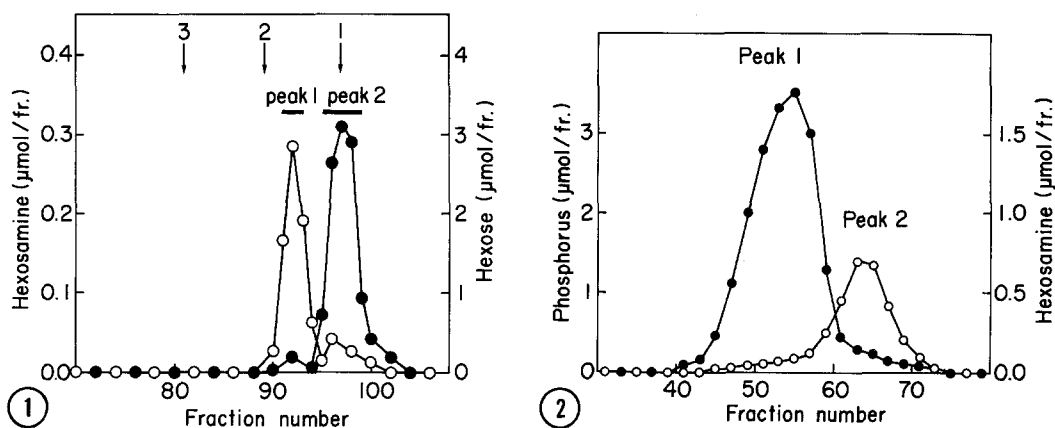 3 2 1
peak 1 peak 2
0.4
0.3
0.2
0.1
0.0
Hexosamine (μmol/fr.)
4
3
2
1
0
Hexose (μmol/fr.)
80 90 100
Fraction number
1
Peak 1
Peak 2
3
2
1
0
Phosphorus (μmol/fr.)
1.5
1.0
0.5
0.0
Hexosamine (μmol/fr.)
40 50 60 70
Fraction number
2